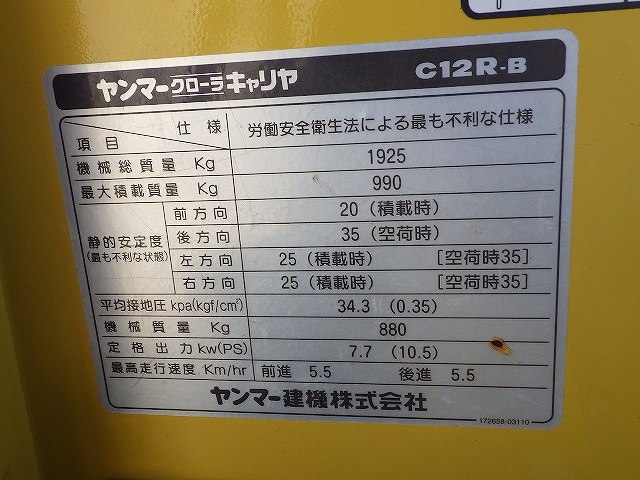 ヤンマークローラキャリヤ C12R-B
仕様 労働安全衛生法による最も不利な仕様
項目
機械総質量 Kg 1925
最大積載質量 Kg 990
前方向 20 (積載時)
静的安定度 後方向 35 (空荷時)
(最も不利な状態) 左方向 25 (積載時) [空荷時35]
右方向 25 (積載時) [空荷時35]
平均接地圧 kpa(kgf/cm²) 34.3 (0.35)
機械質量 Kg 880
定格出力 kw(PS) 7.7 (10.5)
最高走行速度 Km/hr 前進 5.5 後進 5.5
ヤンマー建機株式会社
172658-03110